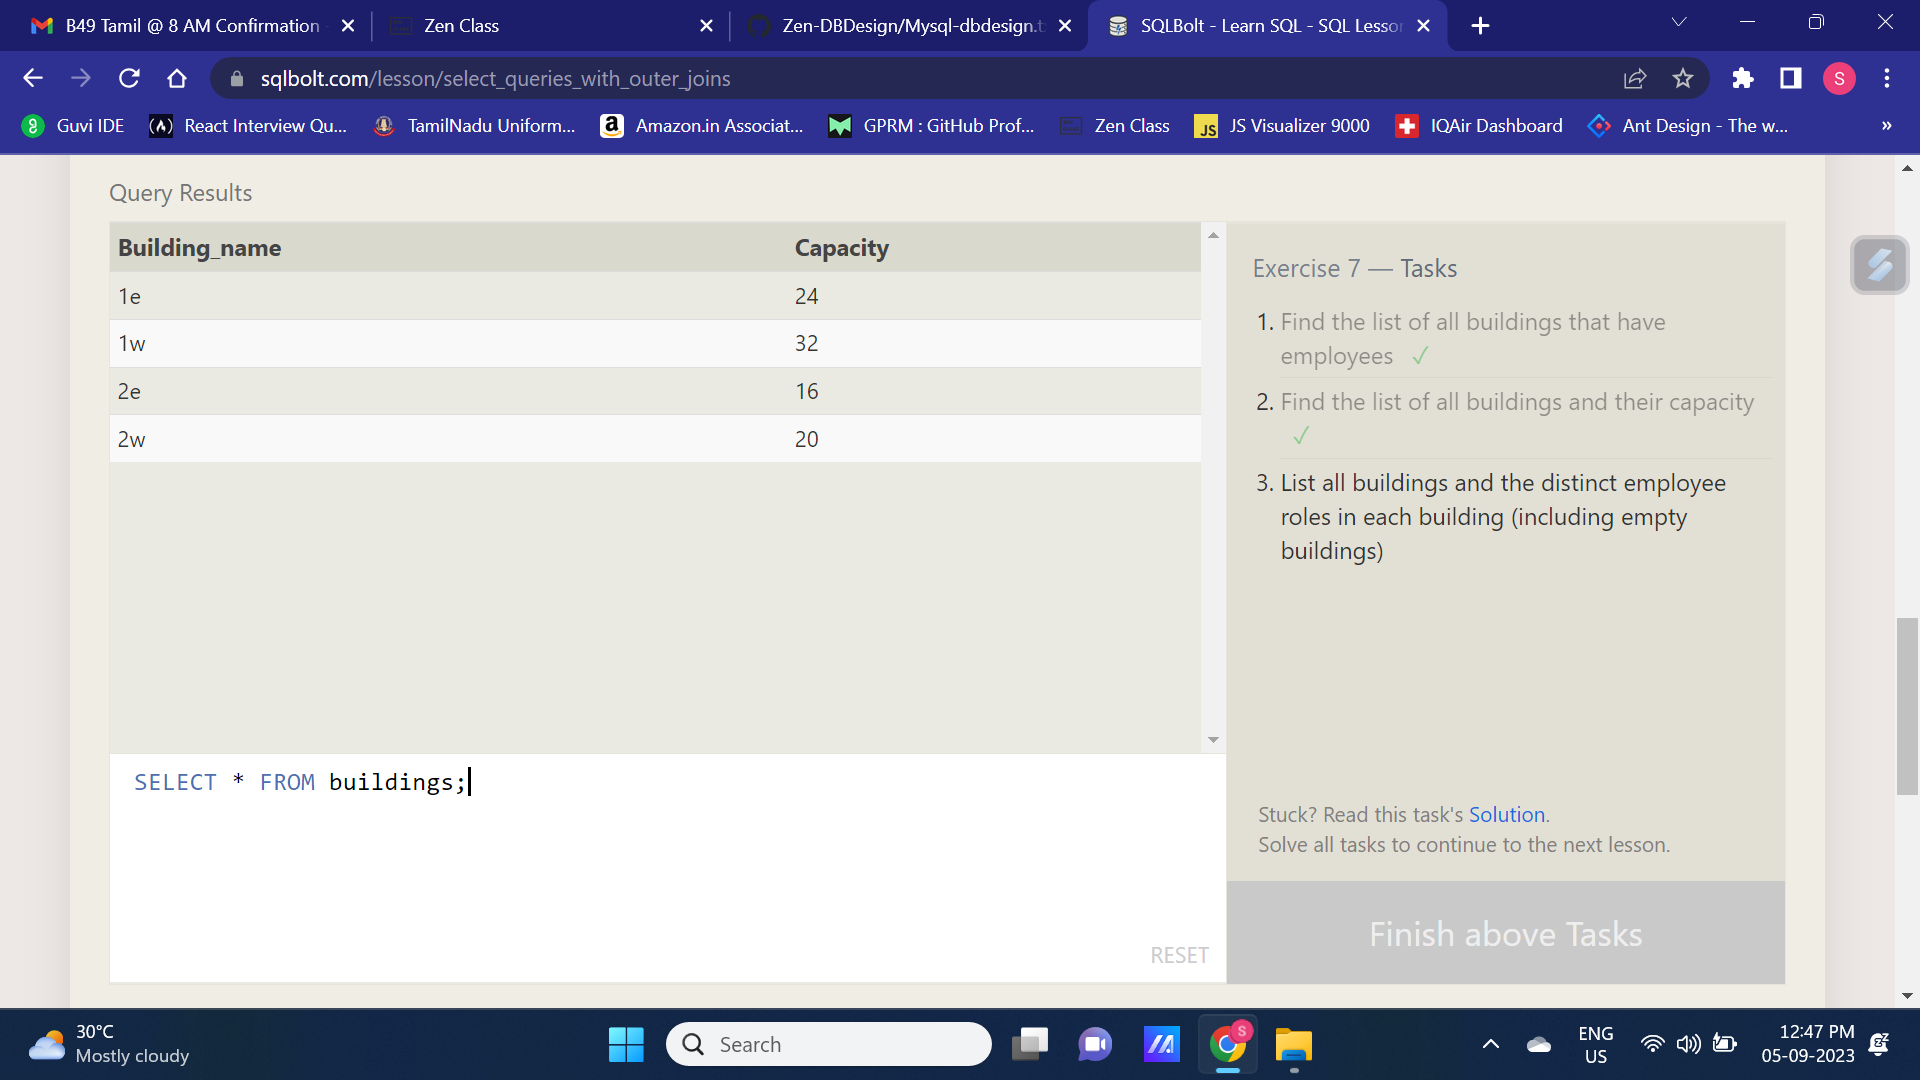 B49 Tamil @ 8 AM Confirmation
Zen Class
Zen-DBDesign/Mysql-dbdesign.t
SQLBolt - Learn SQL - SQL Lesson
sqlbolt.com/lesson/select_queries_with_outer_joins
S
Guvi IDE
React Interview Qu...
TamilNadu Uniform...
Amazon.in Associat...
GPRM : GitHub Prof...
Zen Class
JS
JS Visualizer 9000
IQAir Dashboard
Ant Design - The w...
»
Query Results
Building_name Capacity
1e 24
1w 32
2e 16
2w 20
Exercise 7 — Tasks
1. Find the list of all buildings that have
employees ✓
2. Find the list of all buildings and their capacity
✓
3. List all buildings and the distinct employee
roles in each building (including empty
buildings)
SELECT * FROM buildings;
RESET
Stuck? Read this task's Solution.
Solve all tasks to continue to the next lesson.
Finish above Tasks
30°C
Mostly cloudy
Search
S
ENG
US
12:47 PM
05-09-2023